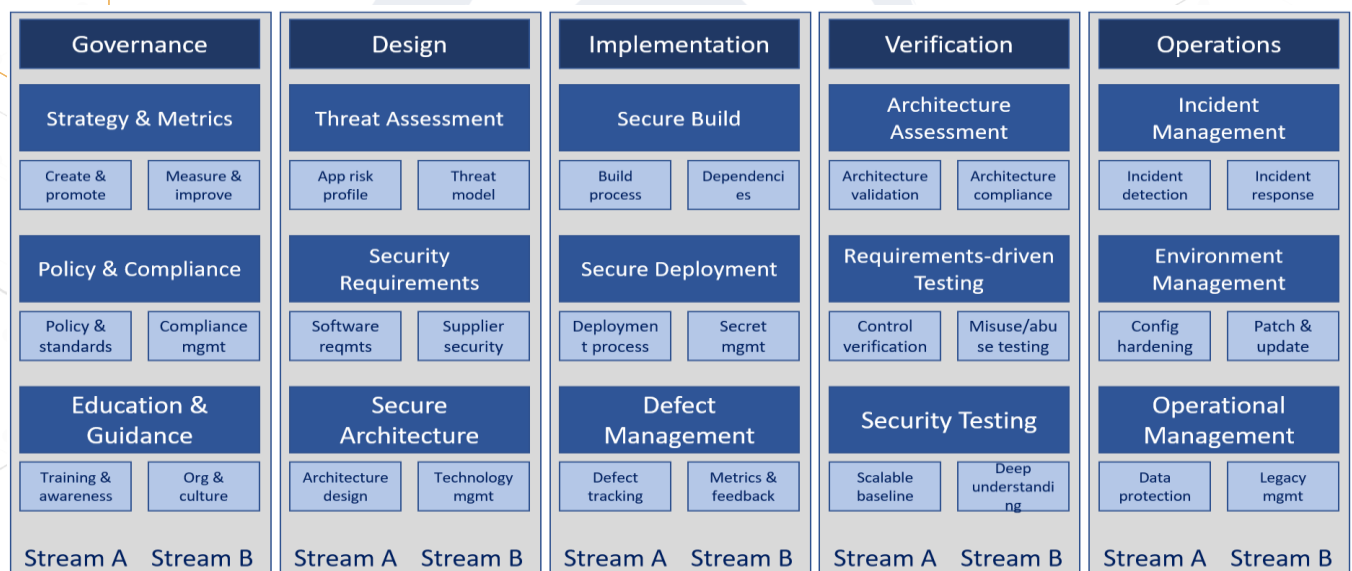 Governance
Strategy & Metrics
Create &
promote
Measure &
improve
Policy & Compliance
Policy &
standards
Compliance
mgmt
Education &
Guidance
Training &
awareness
Org &
culture
Stream A
Stream B
Design
Threat Assessment
App risk
profile
Threat
model
Security
Requirements
Software
reqmts
Supplier
security
Secure
Architecture
Architecture
design
Technology
mgmt
Stream A
Stream B
Implementation
Secure Build
Build
process
Dependenci
es
Secure Deployment
Deploymen
t process
Secret
mgmt
Defect
Management
Defect
tracking
Metrics &
feedback
Stream A
Stream B
Verification
Architecture
Assessment
Architecture
validation
Architecture
compliance
Requirements-driven
Testing
Control
verification
Misuse/abu
se testing
Security Testing
Scalable
baseline
Deep
understandi
ng
Stream A
Stream B
Operations
Incident
Management
Incident
detection
Incident
response
Environment
Management
Config
hardening
Patch &
update
Operational
Management
Data
protection
Legacy
mgmt
Stream A
Stream B